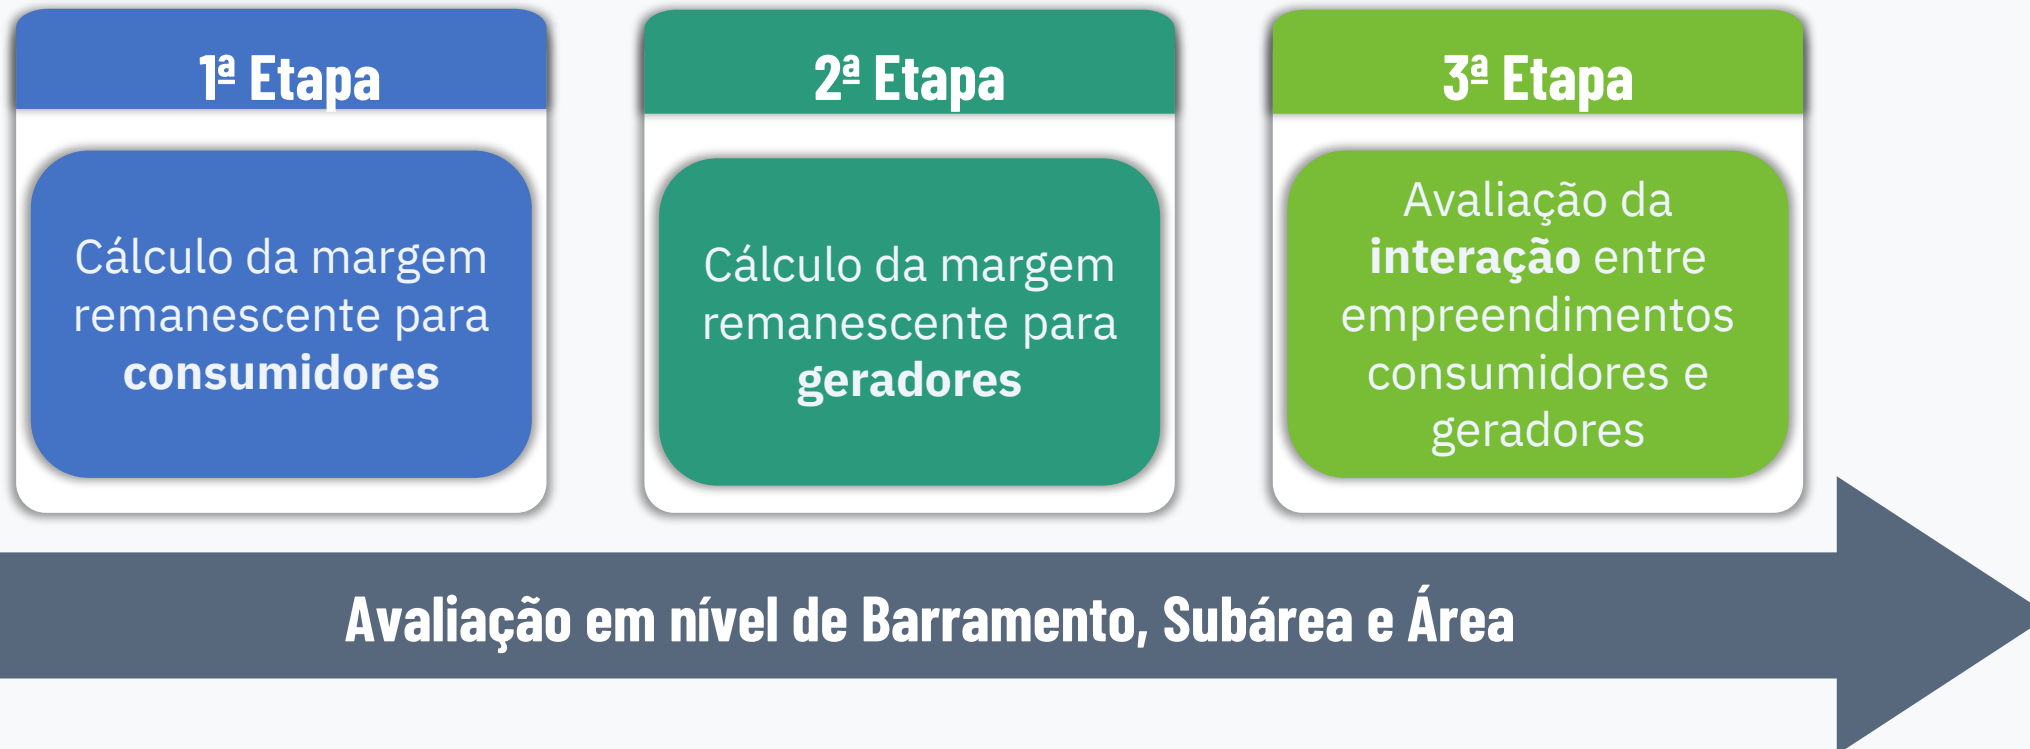 1ª Etapa
Cálculo da margem
remanescente para
consumidores
2ª Etapa
Cálculo da margem
remanescente para
geradores
3ª Etapa
Avaliação da
interação entre
empreendimentos
consumidores e
geradores
Avaliação em nível de Barramento, Subárea e Área